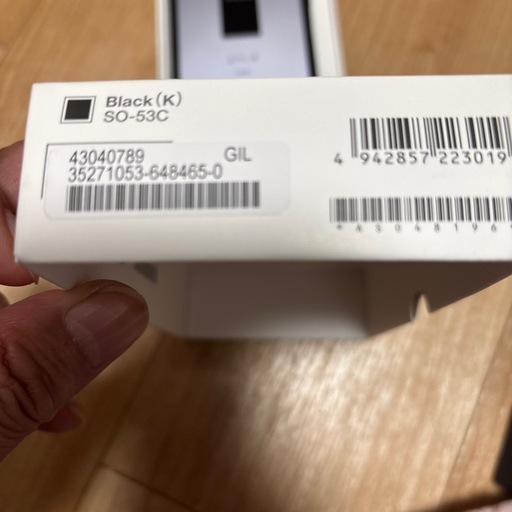 Black(K)
SO-53C
43040789 GIL
35271053-648465-0
4 942857 223019